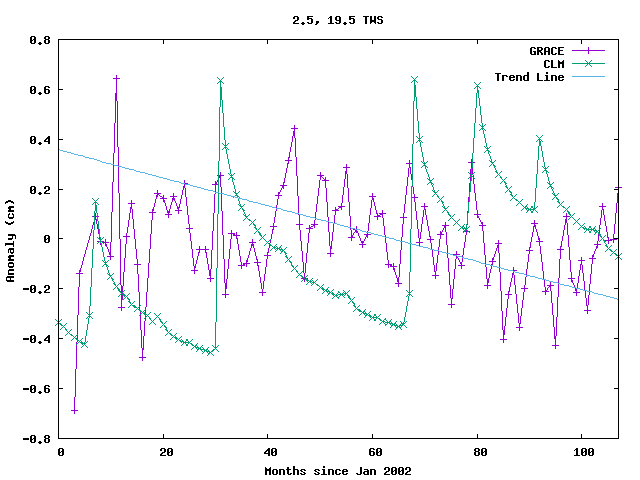 2.5, 19.5 TWS
GRACE
CLM
Trend Line
Anomaly (cm)
0.8
0.6
0.4
0.2
0
-0.2
-0.4
-0.6
-0.8
0 20 40 60 80 100
Months since Jan 2002